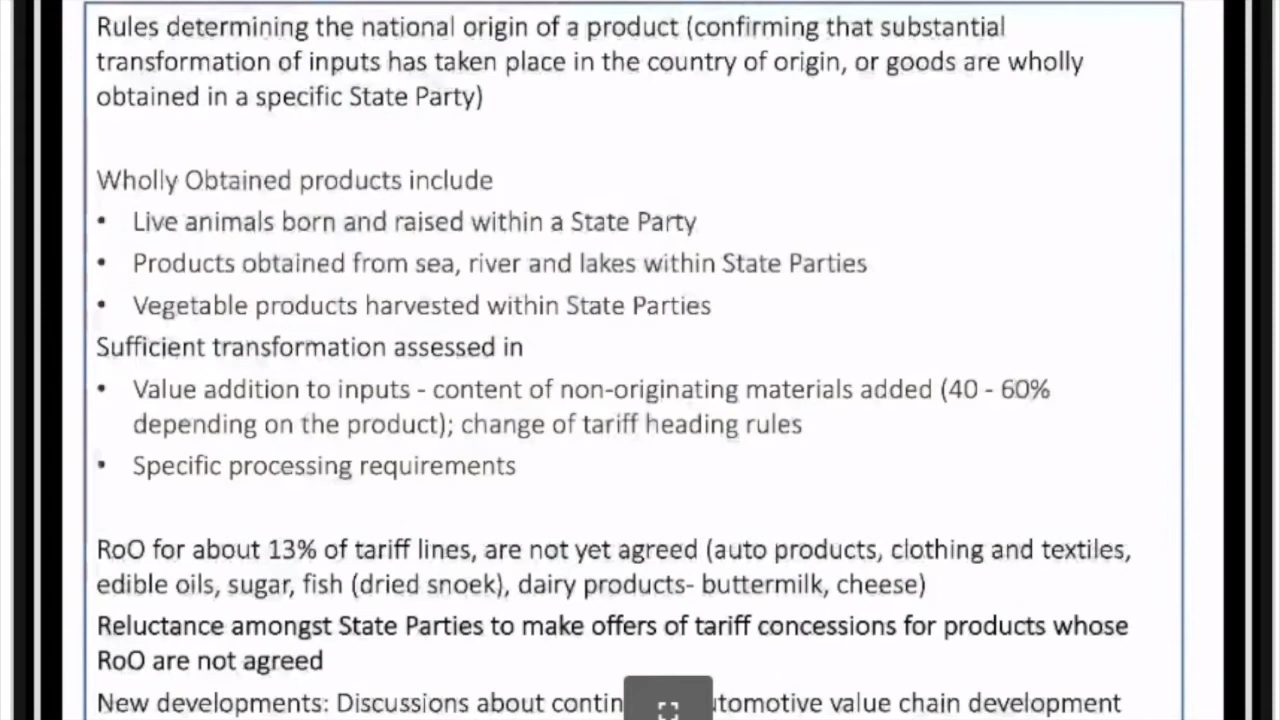 Rules determining the national origin of a product (confirming that substantial
transformation of inputs has taken place in the country of origin, or goods are wholly
obtained in a specific State Party)
Wholly Obtained products include
• Live animals born and raised within a State Party
• Products obtained from sea, river and lakes within State Parties
• Vegetable products harvested within State Parties
Sufficient transformation assessed in
• Value addition to inputs - content of non-originating materials added (40 - 60%
depending on the product); change of tariff heading rules
• Specific processing requirements
RoO for about 13% of tariff lines, are not yet agreed (auto products, clothing and textiles,
edible oils, sugar, fish (dried snoek), dairy products- buttermilk, cheese)
Reluctance amongst State Parties to make offers of tariff concessions for products whose
RoO are not agreed
New developments: Discussions about value chain development